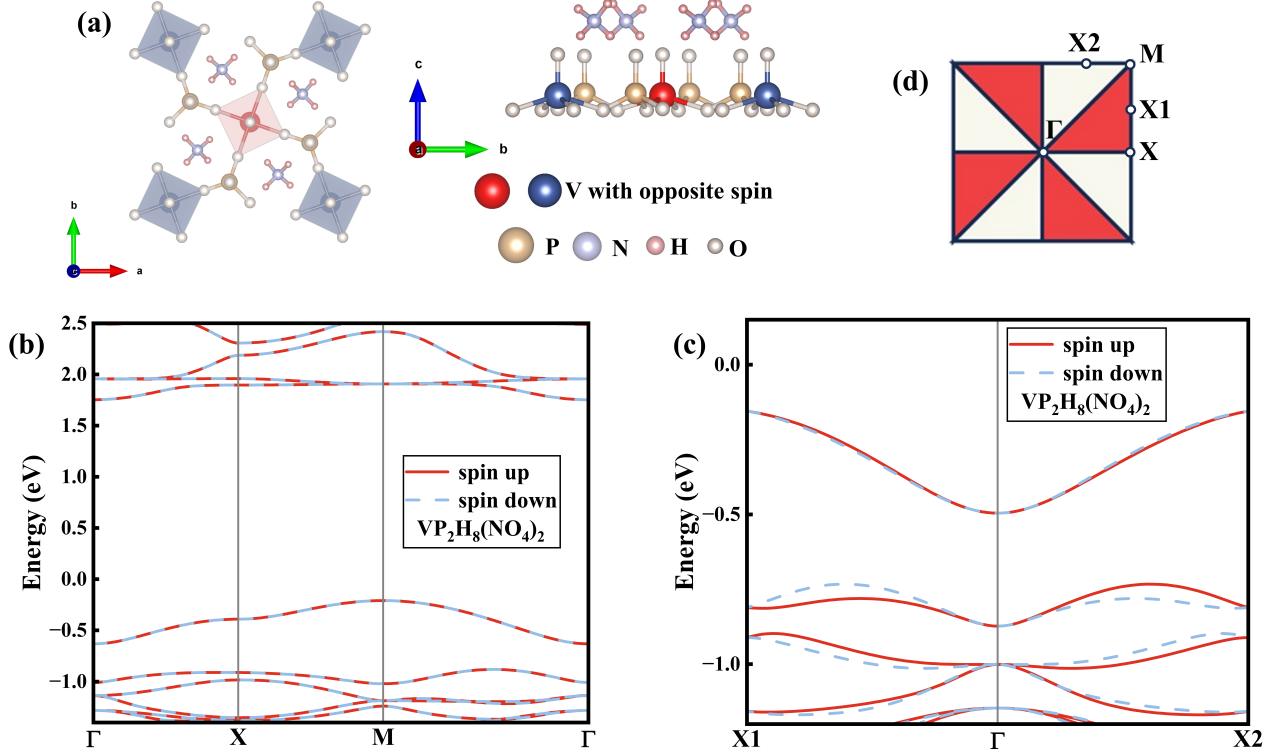 (a)
c
b
a
b
a
c
V with opposite spin
P N H O
(d)
X2
M
X1
Γ
X
(b)
Energy (eV)
2.5
2.0
1.5
1.0
0.5
0.0
−0.5
−1.0
Γ X M Γ
spin up
spin down
VP₂H₈(NO₄)₂
(c)
Energy (eV)
0.0
−0.5
−1.0
X1 Γ X2
spin up
spin down
VP₂H₈(NO₄)₂